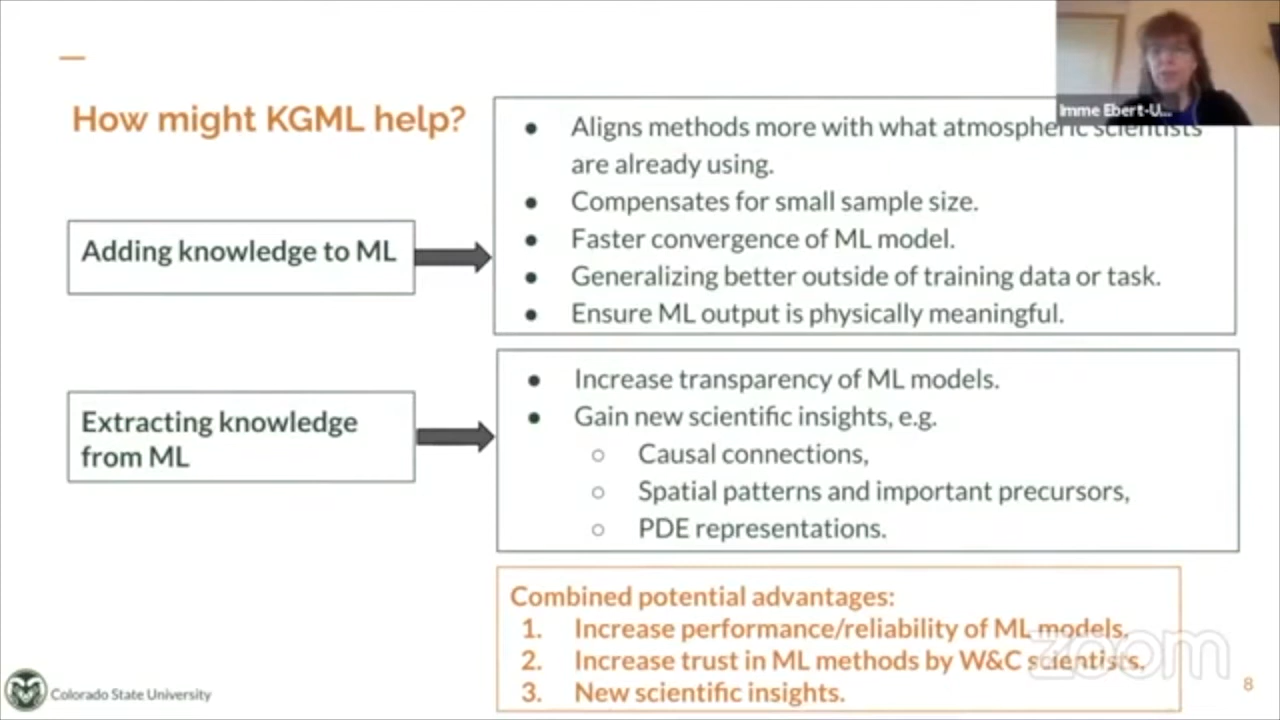 How might KGML help?
Imme Ebert-U...
● Aligns methods more with what atmospheric scientists
are already using.
● Compensates for small sample size.
● Faster convergence of ML model.
● Generalizing better outside of training data or task.
● Ensure ML output is physically meaningful.
Adding knowledge to ML
Extracting knowledge
from ML
● Increase transparency of ML models.
● Gain new scientific insights, e.g.
○ Causal connections,
○ Spatial patterns and important precursors,
○ PDE representations.
Combined potential advantages:
1. Increase performance/reliability of ML models.
2. Increase trust in ML methods by W&C scientists.
3. New scientific insights.
zoom
Colorado State University
8